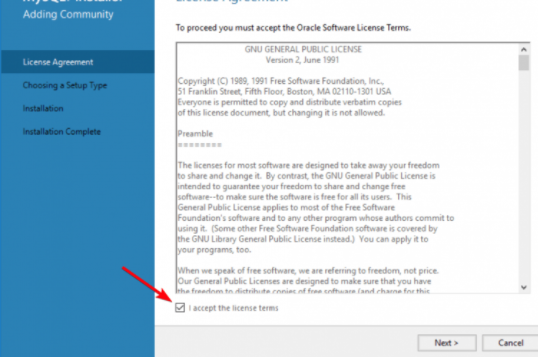 MySQL Installer
Adding Community
License Agreement
Choosing a Setup Type
Installation
Installation Complete
License Agreement
To proceed you must accept the Oracle Software License Terms.
GNU GENERAL PUBLIC LICENSE
Version 2, June 1991
Copyright (C) 1989, 1991 Free Software Foundation, Inc.,
51 Franklin Street, Fifth Floor, Boston, MA 02110-1301 USA
Everyone is permitted to copy and distribute verbatim copies
of this license document, but changing it is not allowed.
Preamble
========
The licenses for most software are designed to take away your freedom
to share and change it. By contrast, the GNU General Public License is
intended to guarantee your freedom to share and change free
software--to make sure the software is free for all its users. This
General Public License applies to most of the Free Software
Foundation's software and to any other program whose authors commit to
using it. (Some other Free Software Foundation software is covered by
the GNU Library General Public License instead.) You can apply it to
your programs, too.
When we speak of free software, we are referring to freedom, not price.
Our General Public Licenses are designed to make sure that you have
the freedom to distribute copies of free software (and charge for this
I accept the license terms
Next >
Cancel